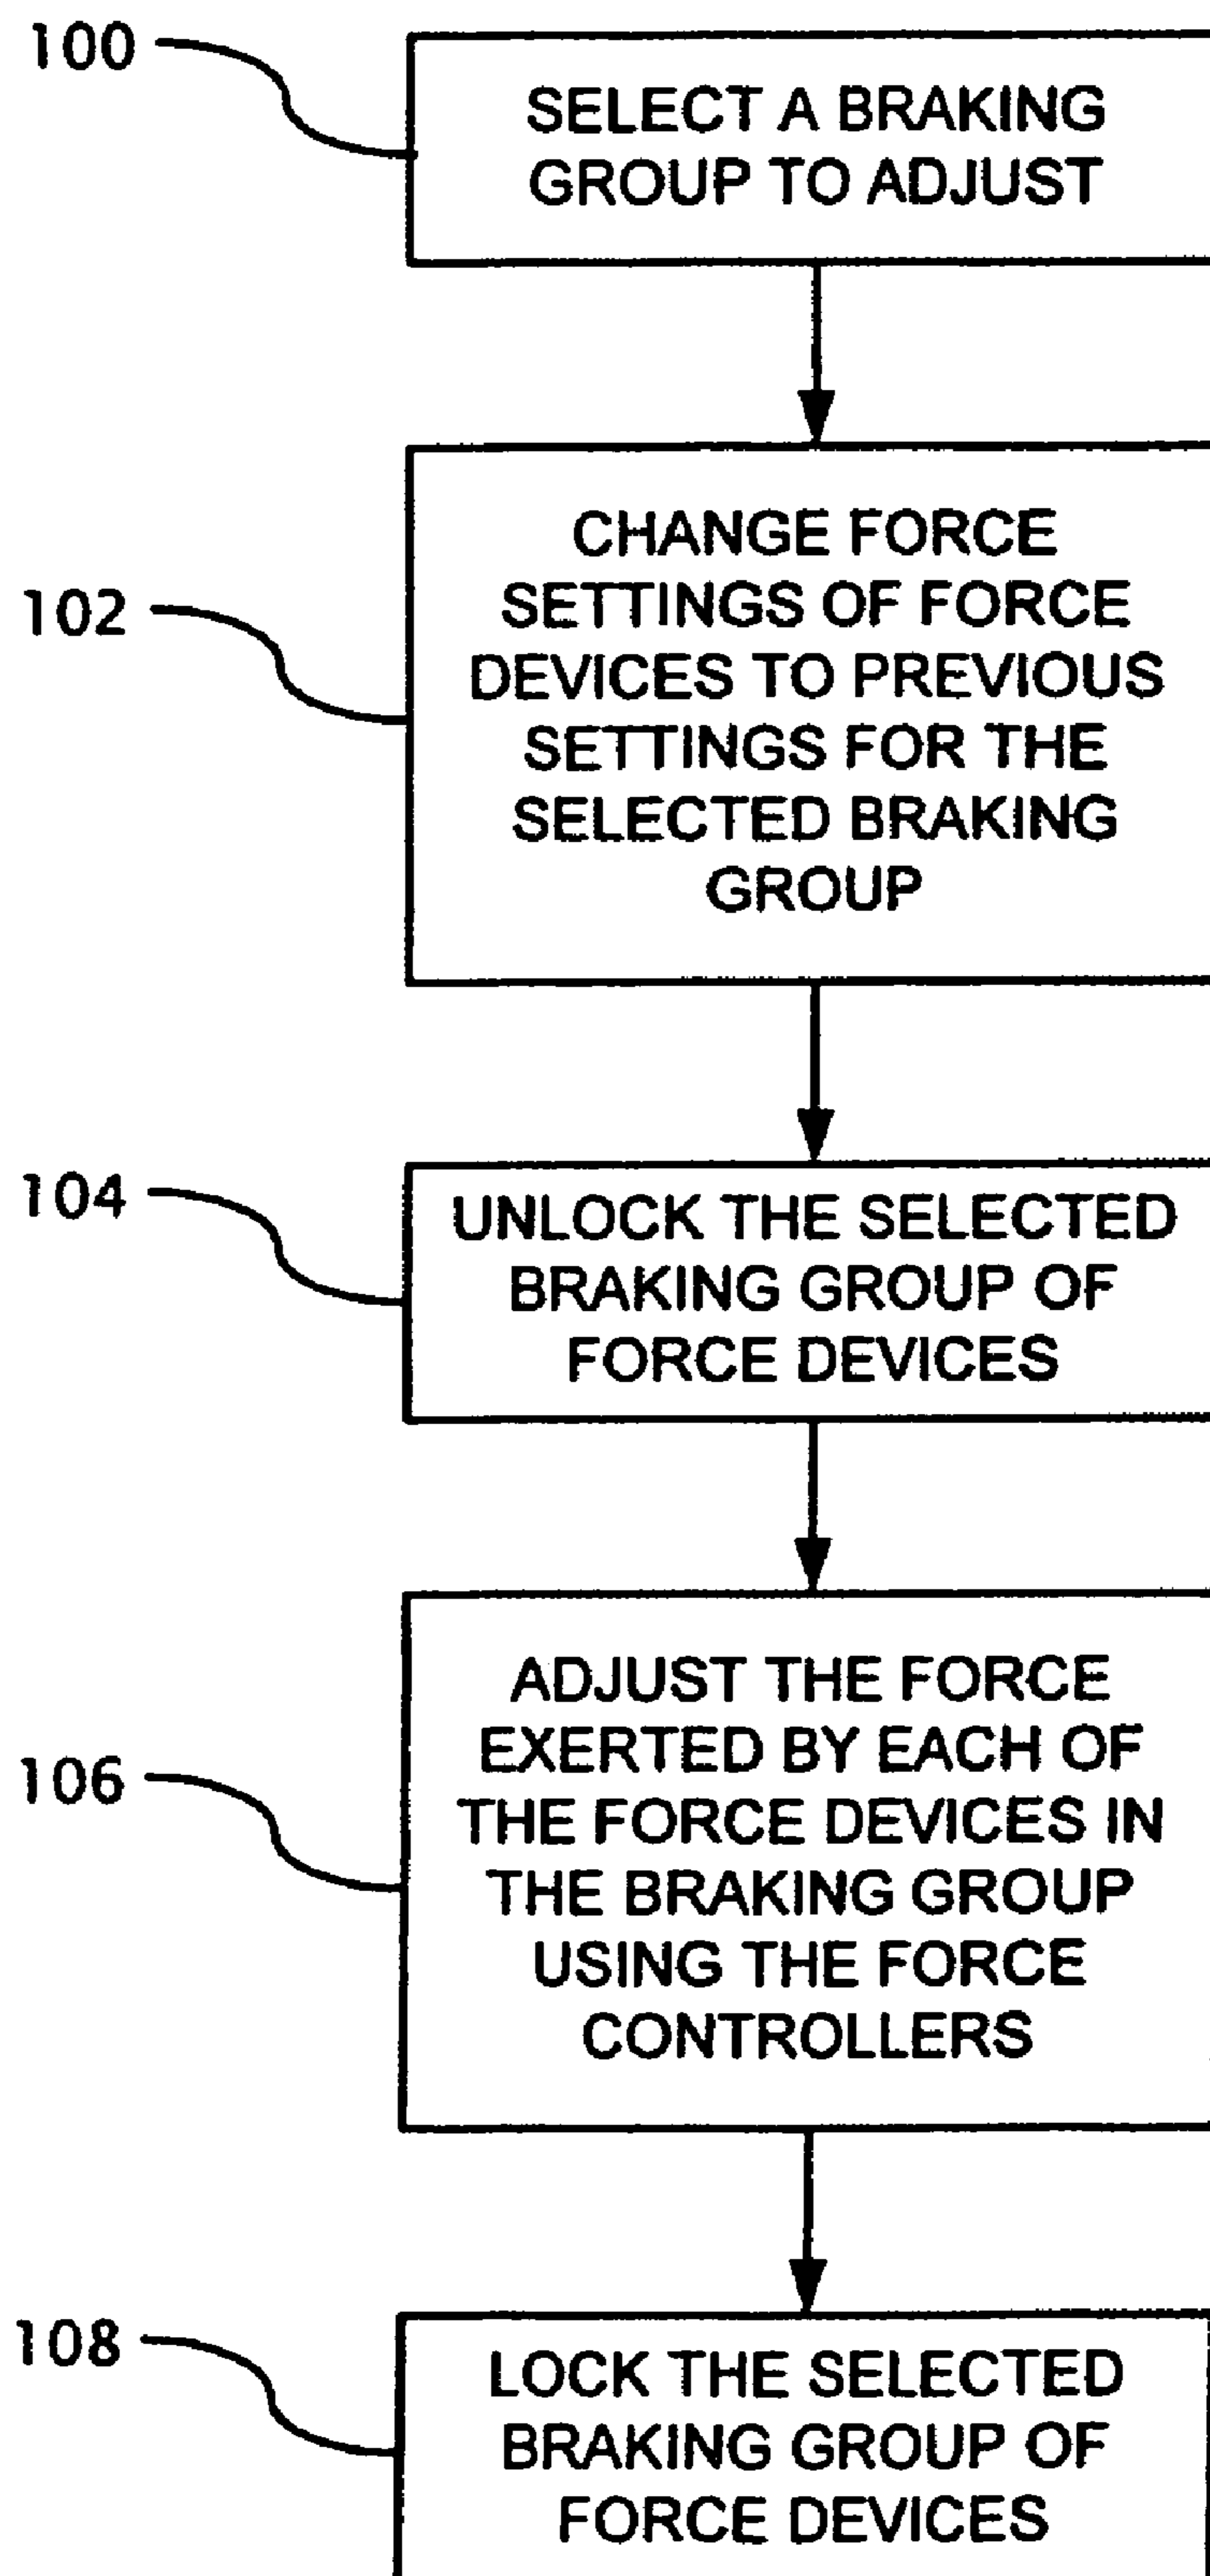 100
SELECT A BRAKING
GROUP TO ADJUST
102
CHANGE FORCE
SETTINGS OF FORCE
DEVICES TO PREVIOUS
SETTINGS FOR THE
SELECTED BRAKING
GROUP
104
UNLOCK THE SELECTED
BRAKING GROUP OF
FORCE DEVICES
106
ADJUST THE FORCE
EXERTED BY EACH OF
THE FORCE DEVICES IN
THE BRAKING GROUP
USING THE FORCE
CONTROLLERS
108
LOCK THE SELECTED
BRAKING GROUP OF
FORCE DEVICES